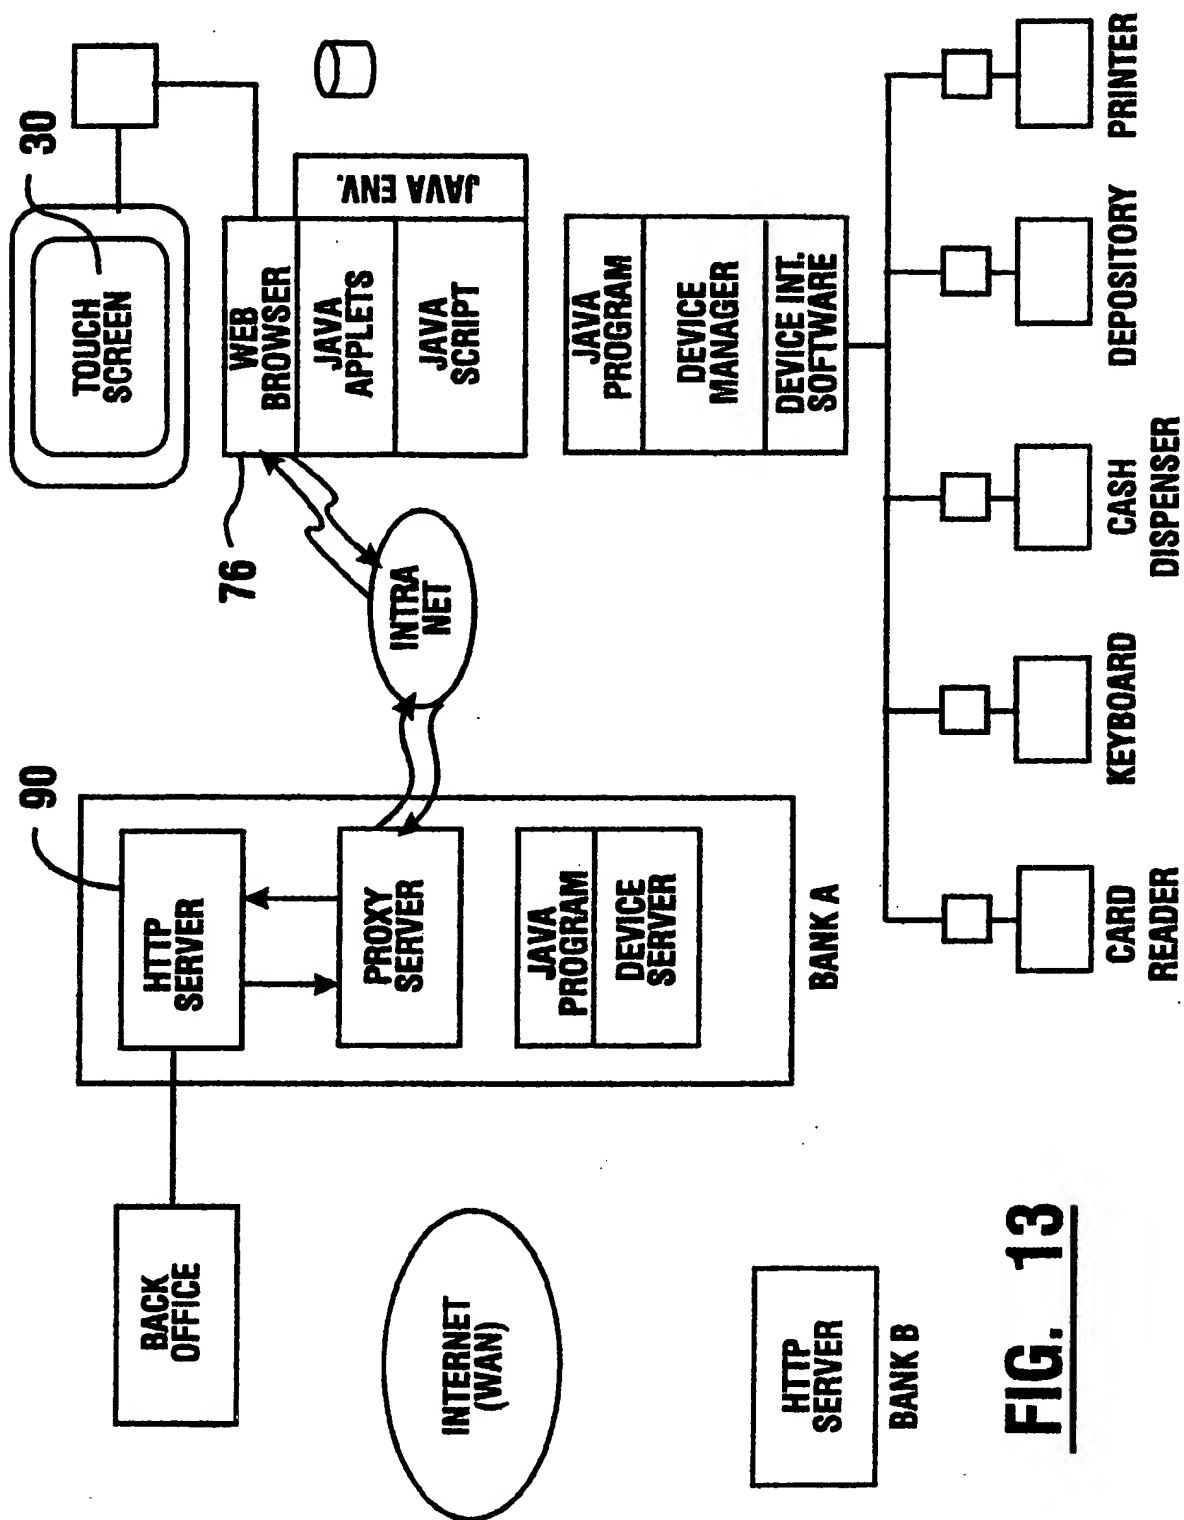 BACK
OFFICE
INTERNET
(WAN)
HTTP
SERVER
BANK B
FIG. 13
90
HTTP
SERVER
PROXY
SERVER
JAVA
PROGRAM
DEVICE
SERVER
BANK A
INTRA
NET
76
30
TOUCH
SCREEN
WEB
BROWSER
JAVA
APPLETS
JAVA
SCRIPT
JAVA ENV.
JAVA
PROGRAM
DEVICE
MANAGER
DEVICE INT.
SOFTWARE
CARD
READER
KEYBOARD
CASH
DISPENSER
DEPOSITORY
PRINTER